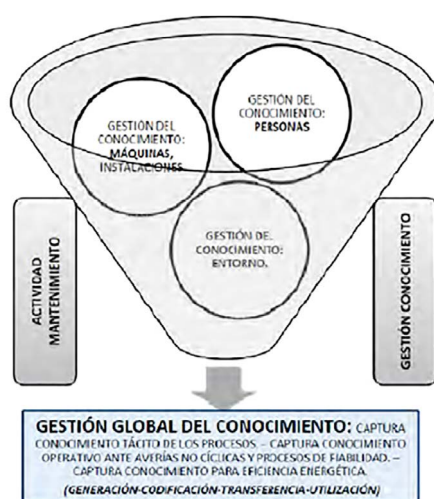 GESTIÓN DEL
CONOCIMIENTO:
PERSONAS
GESTIÓN DEL
CONOCIMIENTO:
MÁQUINAS,
INSTALACIONES
GESTIÓN DEL
CONOCIMIENTO:
ENTORNO.
ACTIVIDAD
MANTENIMIENTO
GESTIÓN CONOCIMIENTO
GESTIÓN GLOBAL DEL CONOCIMIENTO: CAPTURA
CONOCIMIENTO TÁCITO DE LOS PROCESOS. – CAPTURA CONOCIMIENTO
OPERATIVO ANTE AVERÍAS NO CÍCLICAS Y PROCESOS DE FIABILIDAD. –
CAPTURA CONOCIMIENTO PARA EFICIENCIA ENERGÉTICA.
(GENERACIÓN-CODIFICACIÓN-TRANSFERENCIA-UTILIZACIÓN)